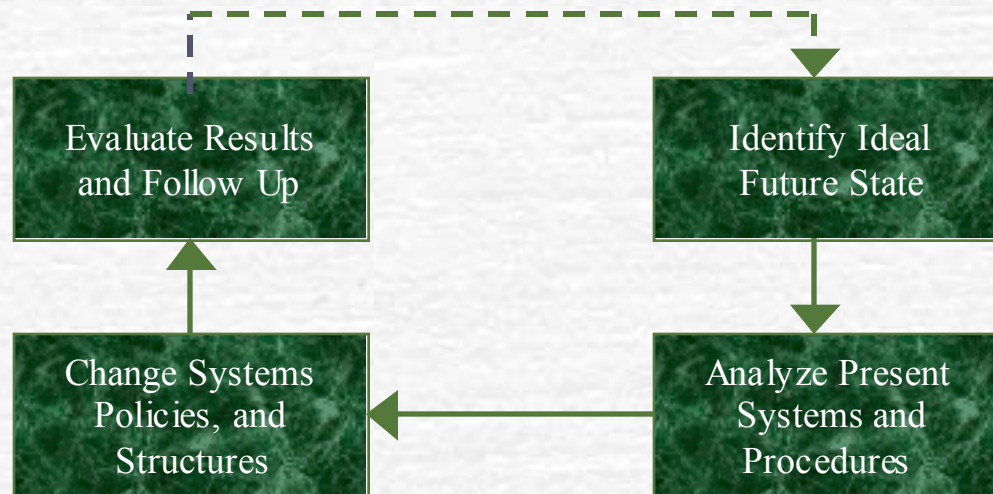 Evaluate Results
and Follow Up
Identify Ideal
Future State
Change Systems
Policies, and
Structures
Analyze Present
Systems and
Procedures